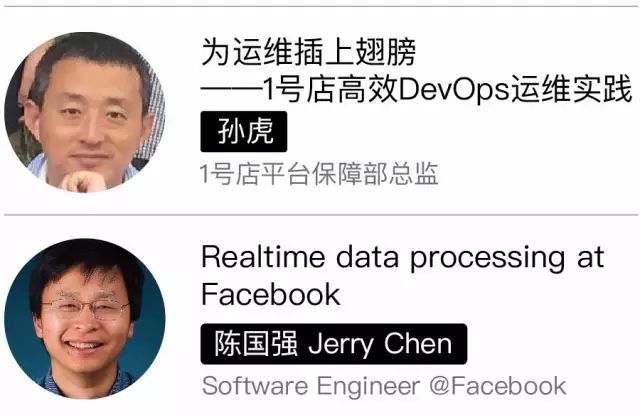 为运维插上翅膀
——1号店高效DevOps运维实践
孙虎
1号店平台保障部总监
Realtime data processing at
Facebook
陈国强 Jerry Chen
Software Engineer @Facebook